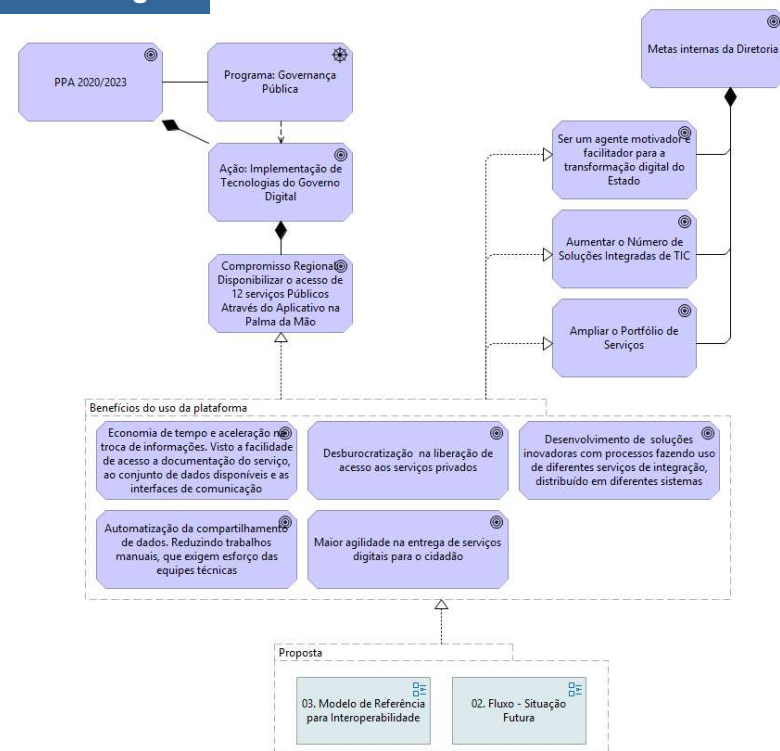 PPA 2020/2023
Programa: Governança
Pública
Metas internas da Diretoria
Ação: Implementação de
Tecnologias do Governo
Digital
Ser um agente motivador e
facilitador para a
transformação digital do
Estado
Aumentar o Número de
Soluções Integradas de TIC
Compromisso Regional:
Disponibilizar o acesso de
12 serviços Públicos
Através do Aplicativo na
Palma da Mão
Ampliar o Portfólio de
Serviços
Benefícios do uso da plataforma
Economia de tempo e aceleração na
troca de informações. Visto a facilidade
de acesso a documentação do serviço,
ao conjunto de dados disponíveis e as
interfaces de comunicação
Desburocratização na liberação de
acesso aos serviços privados
Desenvolvimento de soluções
inovadoras com processos fazendo uso
de diferentes serviços de integração,
distribuído em diferentes sistemas
Automatização da compartilhamento
de dados. Reduzindo trabalhos
manuais, que exigem esforço das
equipes técnicas
Maior agilidade na entrega de serviços
digitais para o cidadão
Proposta
03. Modelo de Referência
para Interoperabilidade
02. Fluxo - Situação
Futura